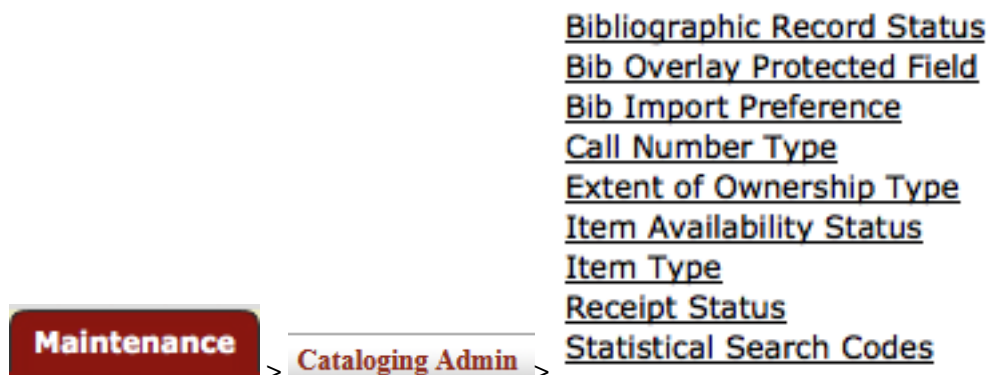 Bibliographic Record Status
Bib Overlay Protected Field
Bib Import Preference
Call Number Type
Extent of Ownership Type
Item Availability Status
Item Type
Receipt Status
Maintenance > Cataloging Admin > Statistical Search Codes